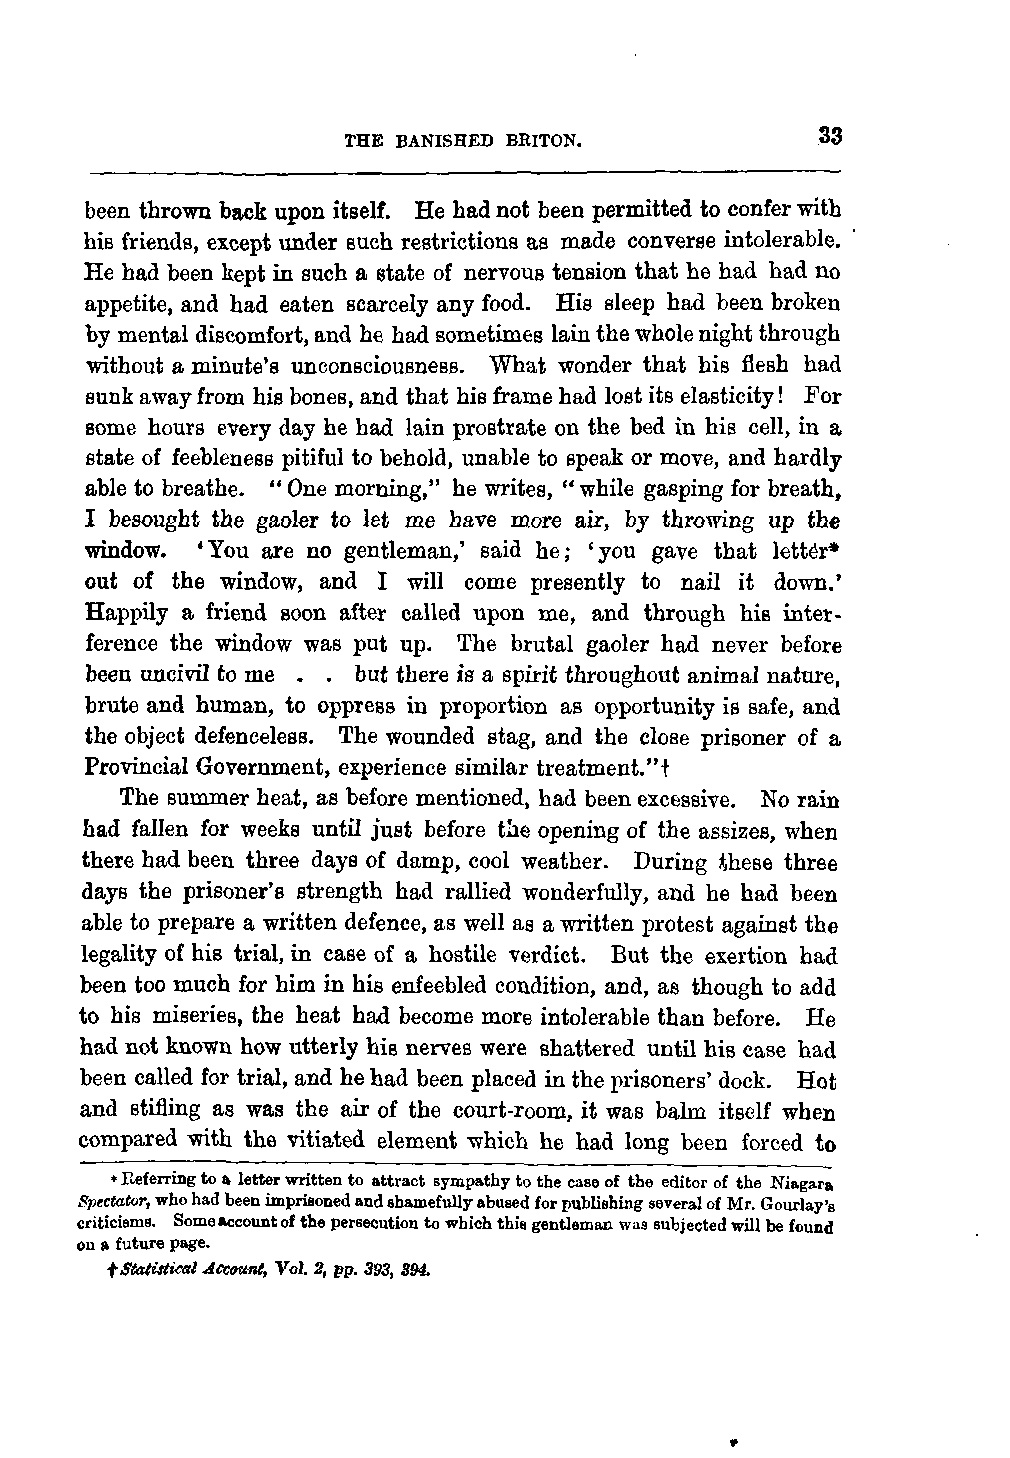 THE BANISHED BRITON. 33
been thrown back upon itself. He had not been permitted to confer with
his friends, except under such restrictions as made converse intolerable.
He had been kept in such a state of nervous tension that he had had no
appetite, and had eaten scarcely any food. His sleep had been broken
by mental discomfort, and he had sometimes lain the whole night through
without a minute's unconsciousness. What wonder that his flesh had
sunk away from his bones, and that his frame had lost its elasticity! For
some hours every day he had lain prostrate on the bed in his cell, in a
state of feebleness pitiful to behold, unable to speak or move, and hardly
able to breathe. "One morning," he writes, "while gasping for breath,
I besought the gaoler to let me have more air, by throwing up the
window. 'You are no gentleman,' said he; 'you gave that letter*
out of the window, and I will come presently to nail it down.'
Happily a friend soon after called upon me, and through his inter-
ference the window was put up. The brutal gaoler had never before
been uncivil to me . . but there is a spirit throughout animal nature,
brute and human, to oppress in proportion as opportunity is safe, and
the object defenceless. The wounded stag, and the close prisoner of a
Provincial Government, experience similar treatment."†
The summer heat, as before mentioned, had been excessive. No rain
had fallen for weeks until just before the opening of the assizes, when
there had been three days of damp, cool weather. During these three
days the prisoner's strength had rallied wonderfully, and he had been
able to prepare a written defence, as well as a written protest against the
legality of his trial, in case of a hostile verdict. But the exertion had
been too much for him in his enfeebled condition, and, as though to add
to his miseries, the heat had become more intolerable than before. He
had not known how utterly his nerves were shattered until his case had
been called for trial, and he had been placed in the prisoners' dock. Hot
and stifling as was the air of the court-room, it was balm itself when
compared with the vitiated element which he had long been forced to
* Referring to a letter written to attract sympathy to the case of the editor of the Niagara
Spectator, who had been imprisoned and shamefully abused for publishing several of Mr. Gourlay's
criticisms. Some account of the persecution to which this gentleman was subjected will be found
on a future page.
† Statistical Account, Vol. 2, pp. 393, 394.